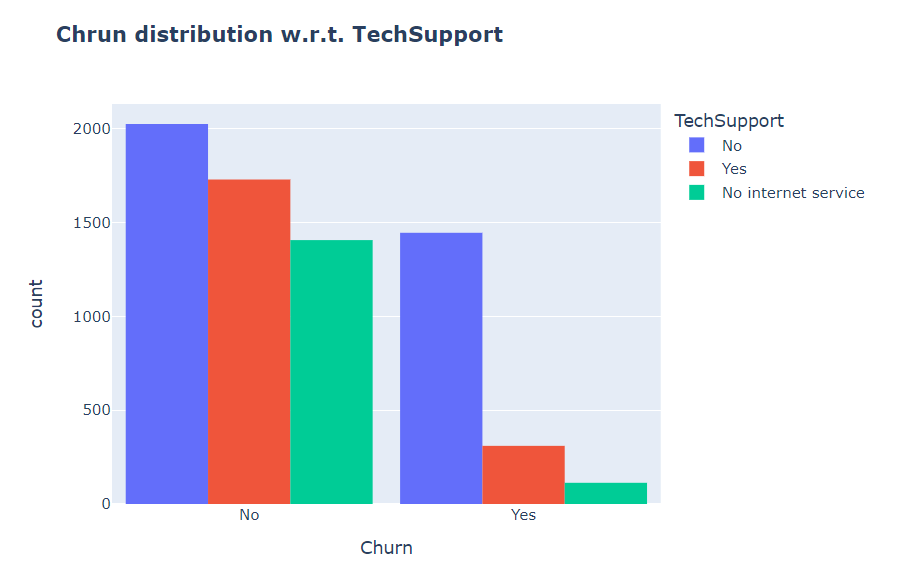 Chrun distribution w.r.t. TechSupport
TechSupport
No
Yes
No internet service
2000
1500
1000
500
0
count
No
Yes
Churn